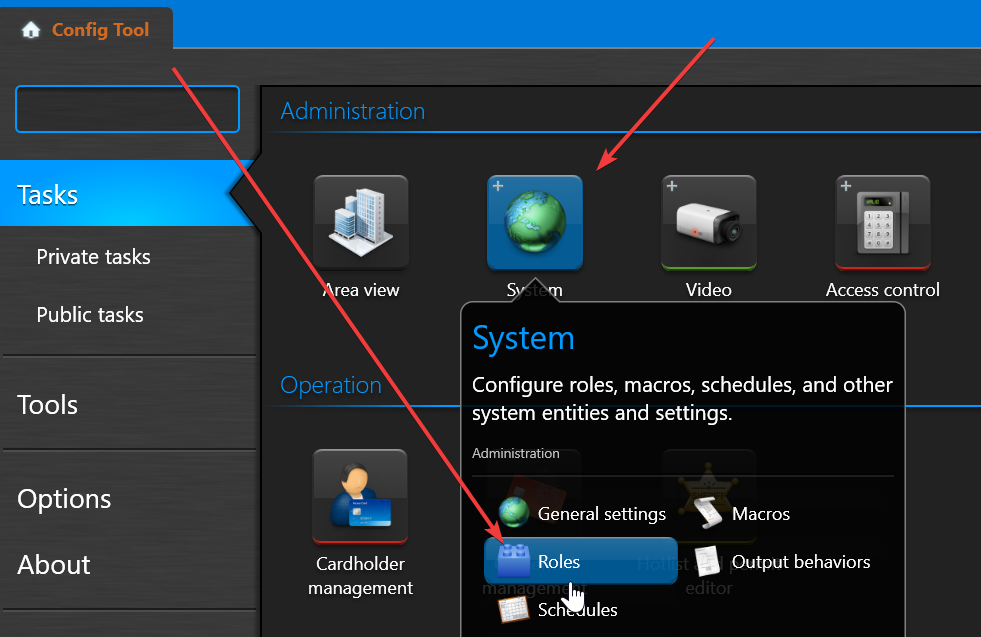 Config Tool
Administration
Tasks
Private tasks
Public tasks
Tools
Options
About
Area view
System
Video
Access control
System
Configure roles, macros, schedules, and other
system entities and settings.
Administration
General settings
Macros
Roles
Output behaviors
Schedules
Operation
Cardholder
management
management
editor